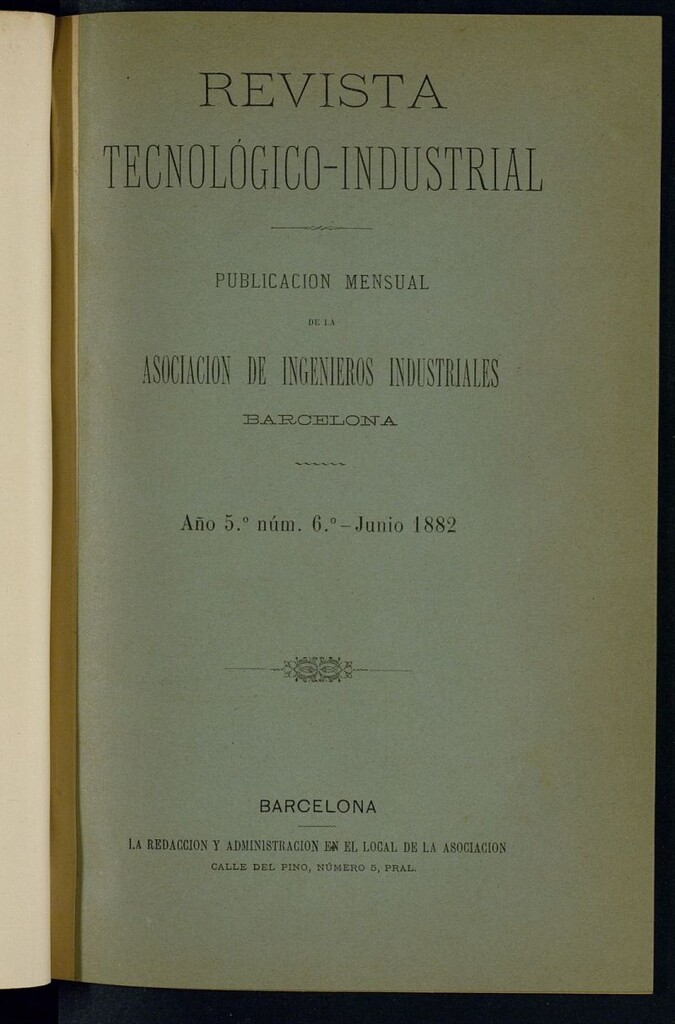 REVISTA
TECNOLÓGICO-INDUSTRIAL
PUBLICACION MENSUAL
DE LA
ASOCIACION DE INGENIEROS INDUSTRIALES
BARCELONA
Año 5.º núm. 6.º – Junio 1882
BARCELONA
LA REDACCION Y ADMINISTRACION EN EL LOCAL DE LA ASOCIACION
CALLE DEL PINO, NÚMERO 5, PRAL.